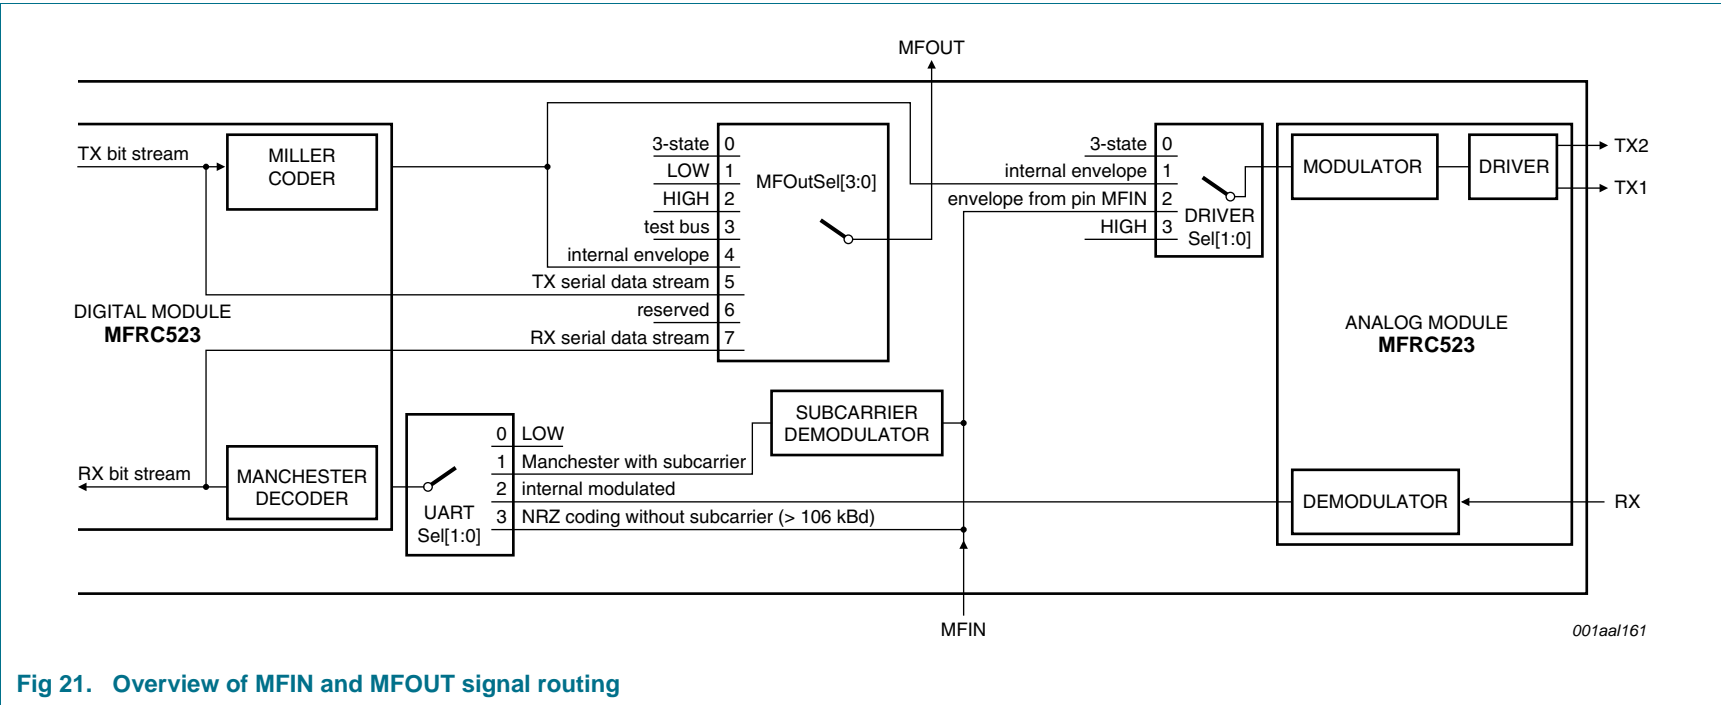 MFOUT
TX bit stream
MILLER
CODER
3-state 0
LOW 1
HIGH 2
test bus 3
internal envelope 4
TX serial data stream 5
reserved 6
RX serial data stream 7
MFOutSel[3:0]
3-state 0
internal envelope 1
envelope from pin MFIN 2
HIGH 3
DRIVER
Sel[1:0]
MODULATOR
DRIVER
TX2
TX1
DIGITAL MODULE
MFRC523
ANALOG MODULE
MFRC523
RX bit stream
MANCHESTER
DECODER
UART
Sel[1:0]
0 LOW
1 Manchester with subcarrier
2 internal modulated
3 NRZ coding without subcarrier (> 106 kBd)
SUBCARRIER
DEMODULATOR
DEMODULATOR
RX
MFIN
001aal161
Fig 21. Overview of MFIN and MFOUT signal routing